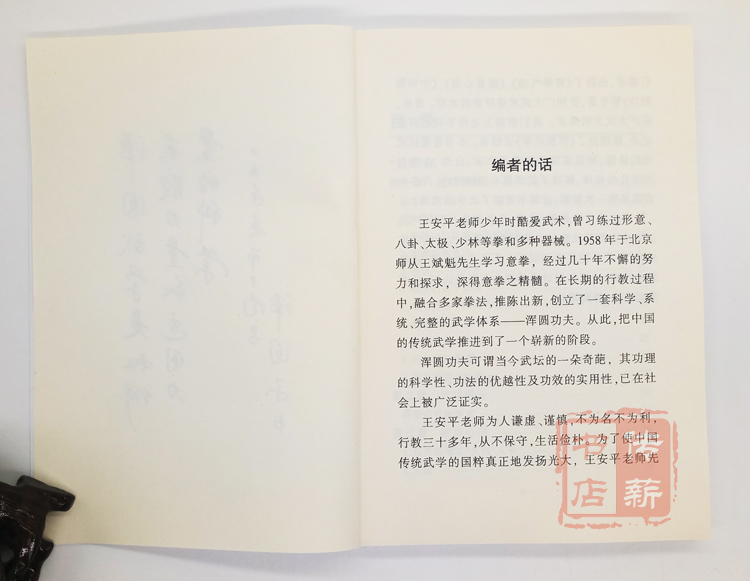 编者的话
王安平老师少年时酷爱武术,曾习练过形意、
八卦、太极、少林等拳和多种器械。1958 年于北京
师从王斌魁先生学习意拳，经过几十年不懈的努
力和探求，深得意拳之精髓。在长期的行教过程
中,融合多家拳法,推陈出新,创立了一套科学、系
统、完整的武学体系——浑圆功夫。从此,把中国
的传统武学推进到了一个崭新的阶段。
浑圆功夫可谓当今武坛的一朵奇葩，其功理
的科学性、功法的优越性及功效的实用性,已在社
会上被广泛证实。
王安平老师为人谦虚、谨慎,不为名不为利,
行教三十多年,从不保守,生活俭朴。为了使中国
传统武学的国粹真正地发扬光大，王安平老师先
传薪
书店